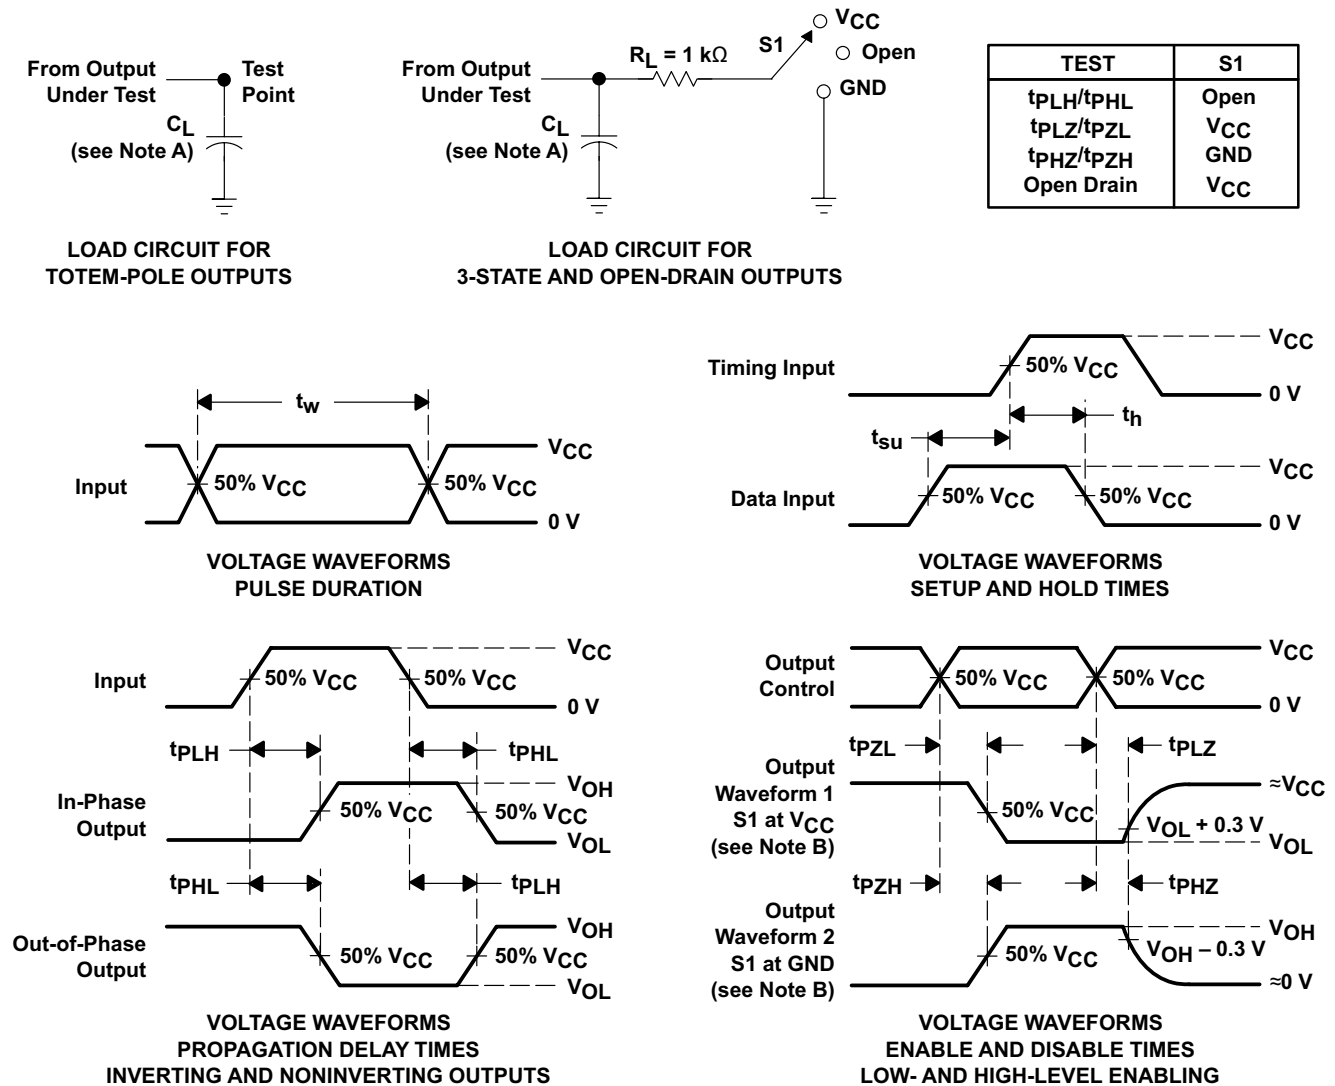 From Output
Under Test
Test
Point
CL
(see Note A)
LOAD CIRCUIT FOR
TOTEM-POLE OUTPUTS
From Output
Under Test
RL = 1 kΩ
S1
VCC
Open
GND
CL
(see Note A)
LOAD CIRCUIT FOR
3-STATE AND OPEN-DRAIN OUTPUTS
TEST S1
tPLH/tPHL Open
tPLZ/tPZL VCC
tPHZ/tPZH GND
Open Drain VCC
tw
Input
50% VCC
50% VCC
VCC
0 V
VOLTAGE WAVEFORMS
PULSE DURATION
Timing Input
50% VCC
VCC
0 V
tsu
th
Data Input
50% VCC
50% VCC
VCC
0 V
VOLTAGE WAVEFORMS
SETUP AND HOLD TIMES
Input
50% VCC
50% VCC
VCC
0 V
tPLH
tPHL
In-Phase
Output
50% VCC
50% VCC
VOH
VOL
tPHL
tPLH
Out-of-Phase
Output
50% VCC
50% VCC
VOH
VOL
VOLTAGE WAVEFORMS
PROPAGATION DELAY TIMES
INVERTING AND NONINVERTING OUTPUTS
Output
Control
50% VCC
50% VCC
VCC
0 V
tPZL
tPLZ
Output
Waveform 1
S1 at VCC
(see Note B)
50% VCC
≈VCC
VOL + 0.3 V
VOL
tPZH
tPHZ
Output
Waveform 2
S1 at GND
(see Note B)
50% VCC
VOH
VOH – 0.3 V
≈0 V
VOLTAGE WAVEFORMS
ENABLE AND DISABLE TIMES
LOW- AND HIGH-LEVEL ENABLING